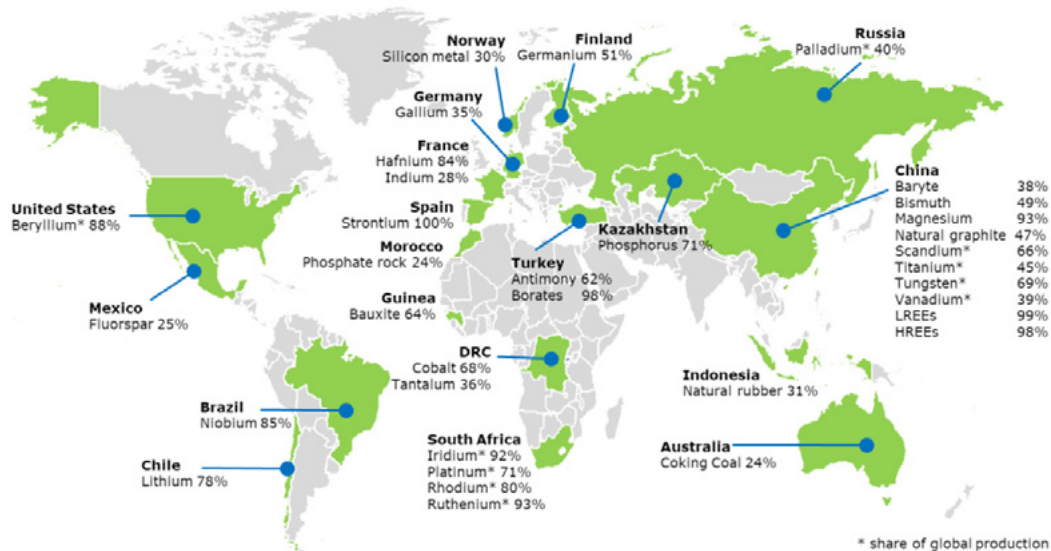 Norway
Silicon metal 30%
Finland
Germanium 51%
Russia
Palladium* 40%
Germany
Gallium 35%
France
Hafnium 84%
Indium 28%
United States
Beryllium* 88%
Spain
Strontium 100%
Kazakhstan
Phosphorus 71%
China
Baryte 38%
Bismuth 49%
Magnesium 93%
Natural graphite 47%
Scandium* 66%
Titanium* 45%
Tungsten* 69%
Vanadium* 39%
LREEs 99%
HREEs 98%
Morocco
Phosphate rock 24%
Turkey
Antimony 62%
Borates 98%
Mexico
Fluorspar 25%
Guinea
Bauxite 64%
DRC
Cobalt 68%
Tantalum 36%
Indonesia
Natural rubber 31%
Brazil
Niobium 85%
Chile
Lithium 78%
South Africa
Iridium* 92%
Platinum* 71%
Rhodium* 80%
Ruthenium* 93%
Australia
Coking Coal 24%
* share of global production